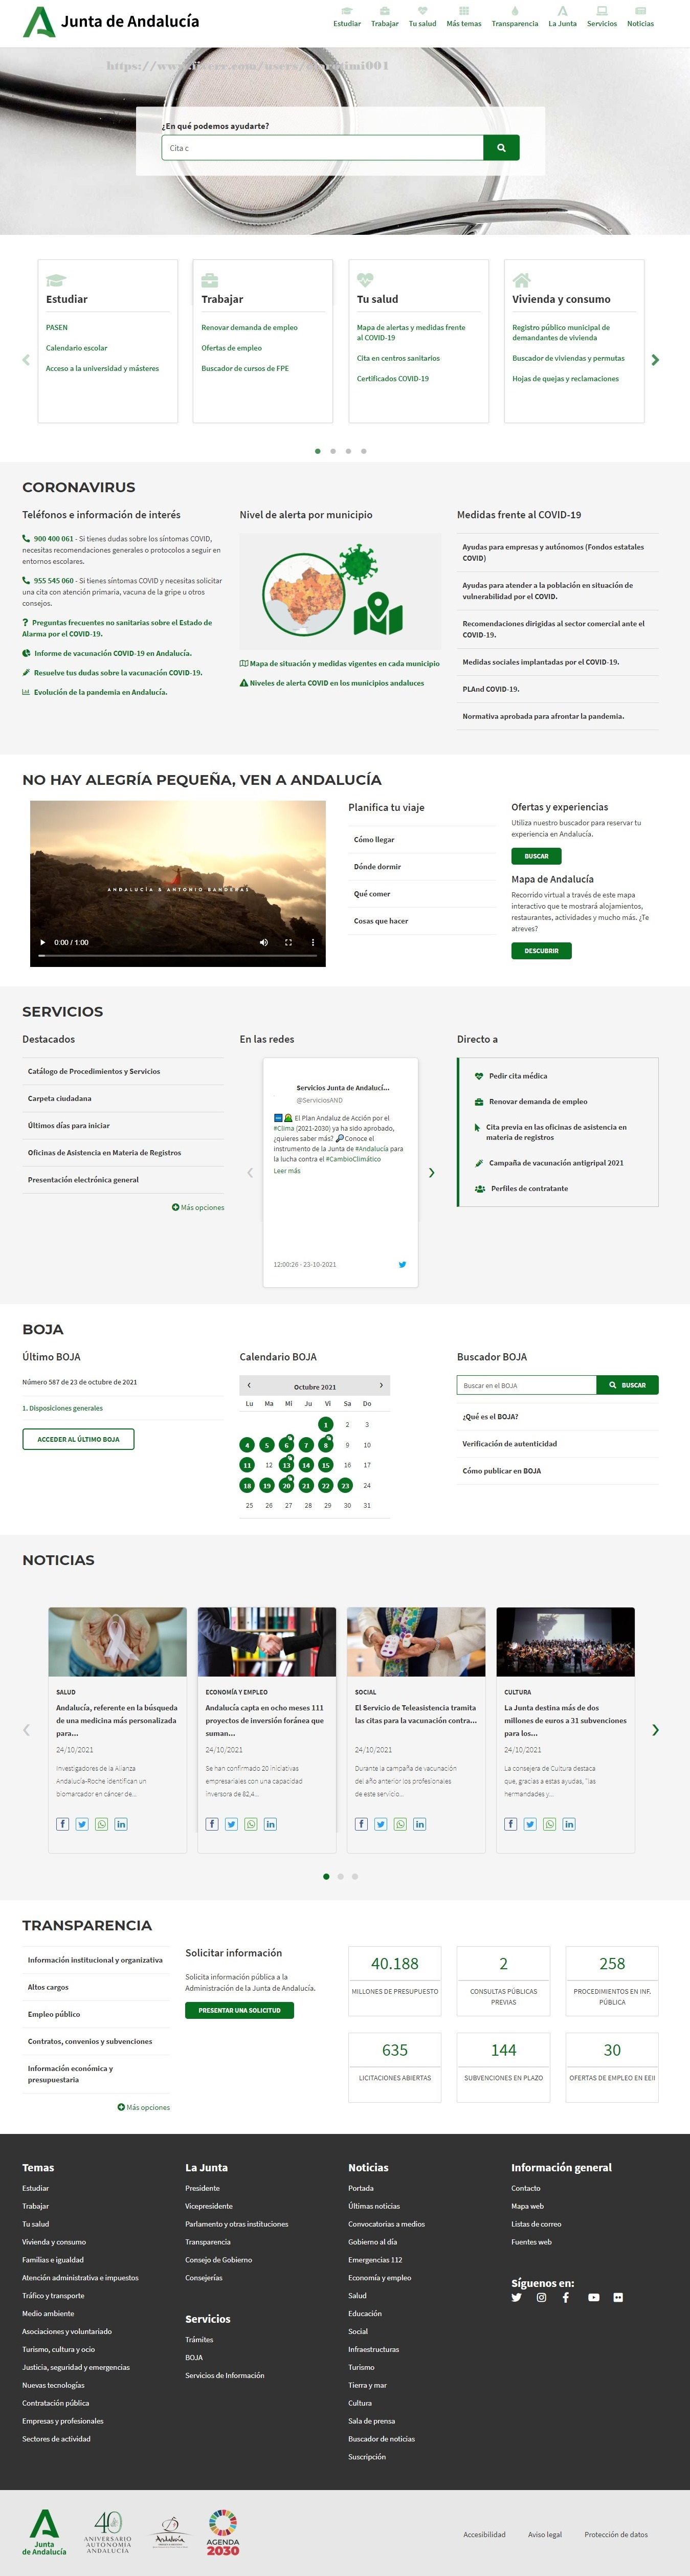 Junta de Andalucía
Estudiar
Trabajar
Tu salud
Más temas
Transparencia
La Junta
Servicios
Noticias
¿En qué podemos ayudarte?
Cita c
Estudiar
PASEN
Calendario escolar
Acceso a la universidad y másteres
Trabajar
Renovar demanda de empleo
Ofertas de empleo
Buscador de cursos de FPE
Tu salud
Mapa de alertas y medidas frente
al COVID-19
Cita en centros sanitarios
Certificados COVID-19
Vivienda y consumo
Registro público municipal de
demandantes de vivienda
Buscador de viviendas y permutas
Hojas de quejas y reclamaciones
CORONAVIRUS
Teléfonos e información de interés
900 400 061 - Si tienes dudas sobre los síntomas COVID,
necesitas recomendaciones generales o protocolos a seguir en
entornos escolares.
955 545 060 - Si tienes síntomas COVID y necesitas solicitar
una cita con atención primaria, vacuna de la gripe u otros
consejos.
Preguntas frecuentes no sanitarias sobre el Estado de
Alarma por el COVID-19.
Informe de vacunación COVID-19 en Andalucía.
Resuelve tus dudas sobre la vacunación COVID-19.
Evolución de la pandemia en Andalucía.
Nivel de alerta por municipio
Mapa de situación y medidas vigentes en cada municipio
Niveles de alerta COVID en los municipios andaluces
Medidas frente al COVID-19
Ayudas para empresas y autónomos (Fondos estatales
COVID)
Ayudas para atender a la población en situación de
vulnerabilidad por el COVID.
Recomendaciones dirigidas al sector comercial ante el
COVID-19.
Medidas sociales implantadas por el COVID-19.
PLAnd COVID-19.
Normativa aprobada para afrontar la pandemia.
NO HAY ALEGRÍA PEQUEÑA, VEN A ANDALUCÍA
ANDALUCÍA & ANTONIO BANDERAS
0:00 / 1:00
Planifica tu viaje
Cómo llegar
Dónde dormir
Qué comer
Cosas que hacer
Ofertas y experiencias
Utiliza nuestro buscador para reservar tu
experiencia en Andalucía.
BUSCAR
Mapa de Andalucía
Recorrido virtual a través de este mapa
interactivo que te mostrará alojamientos,
restaurantes, actividades y mucho más. ¿Te
atreves?
DESCUBRIR
SERVICIOS
Destacados
Catálogo de Procedimientos y Servicios
Carpeta ciudadana
Últimos días para iniciar
Oficinas de Asistencia en Materia de Registros
Presentación electrónica general
Más opciones
En las redes
Servicios Junta de Andalucí...
@ServiciosAND
El Plan Andaluz de Acción por el
#Clima (2021-2030) ya ha sido aprobado,
¿quieres saber más? Conoce el
instrumento de la Junta de #Andalucía para
la lucha contra el #CambioClimático
Leer más
12:00:26 - 23-10-2021
Directo a
Pedir cita médica
Renovar demanda de empleo
Cita previa en las oficinas de asistencia en
materia de registros
Campaña de vacunación antigripal 2021
Perfiles de contratante
BOJA
Último BOJA
Número 587 de 23 de octubre de 2021
1. Disposiciones generales
ACCEDER AL ÚLTIMO BOJA
Calendario BOJA
Octubre 2021
Lu Ma Mi Ju Vi Sa Do
1 2 3
4 5 6 7 8 9 10
11 12 13 14 15 16 17
18 19 20 21 22 23 24
25 26 27 28 29 30 31
Buscador BOJA
Buscar en el BOJA
BUSCAR
¿Qué es el BOJA?
Verificación de autenticidad
Cómo publicar en BOJA
NOTICIAS
SALUD
Andalucía, referente en la búsqueda
de una medicina más personalizada
para...
24/10/2021
Investigadores de la Alianza
Andalucía-Roche identifican un
biomarcador en cáncer de...
ECONOMÍA Y EMPLEO
Andalucía capta en ocho meses 111
proyectos de inversión foránea que
suman...
24/10/2021
Se han confirmado 20 iniciativas
empresariales con una capacidad
inversora de 82,4...
SOCIAL
El Servicio de Teleasistencia tramita
las citas para la vacunación contra...
24/10/2021
Durante la campaña de vacunación
del año anterior los profesionales
de este servicio...
CULTURA
La Junta destina más de dos
millones de euros a 31 subvenciones
para los...
24/10/2021
La consejera de Cultura destaca
que, gracias a estas ayudas, "las
hermandades y...
TRANSPARENCIA
Información institucional y organizativa
Altos cargos
Empleo público
Contratos, convenios y subvenciones
Información económica y
presupuestaria
Más opciones
Solicitar información
Solicita información pública a la
Administración de la Junta de Andalucía.
PRESENTAR UNA SOLICITUD
40.188
MILLONES DE PRESUPUESTO
2
CONSULTAS PÚBLICAS
PREVIAS
258
PROCEDIMIENTOS EN INF.
PÚBLICA
635
LICITACIONES ABIERTAS
144
SUBVENCIONES EN PLAZO
30
OFERTAS DE EMPLEO EN EEII
Temas
Estudiar
Trabajar
Tu salud
Vivienda y consumo
Familias e igualdad
Atención administrativa e impuestos
Tráfico y transporte
Medio ambiente
Asociaciones y voluntariado
Turismo, cultura y ocio
Justicia, seguridad y emergencias
Nuevas tecnologías
Contratación pública
Empresas y profesionales
Sectores de actividad
La Junta
Presidente
Vicepresidente
Parlamento y otras instituciones
Transparencia
Consejo de Gobierno
Consejerías
Servicios
Trámites
BOJA
Servicios de Información
Noticias
Portada
Últimas noticias
Convocatorias a medios
Gobierno al día
Emergencias 112
Economía y empleo
Salud
Educación
Social
Infraestructuras
Turismo
Tierra y mar
Cultura
Sala de prensa
Buscador de noticias
Suscripción
Información general
Contacto
Mapa web
Listas de correo
Fuentes web
Síguenos en:
Junta
de Andalucía
40
ANIVERSARIO
AUTONOMÍA
ANDALUCÍA
Andalucía
AGENDA
2030
Accesibilidad
Aviso legal
Protección de datos